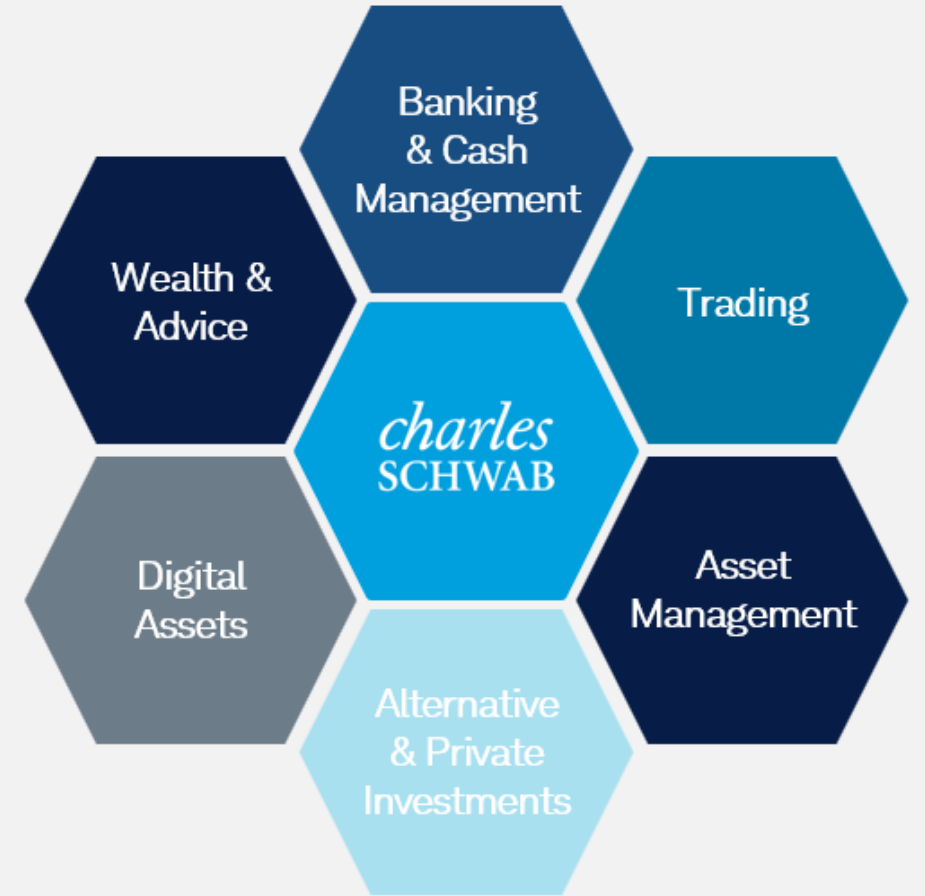 Banking
& Cash
Management
Wealth &
Advice
Trading
charles
SCHWAB
Digital
Assets
Asset
Management
Alternative
& Private
Investments